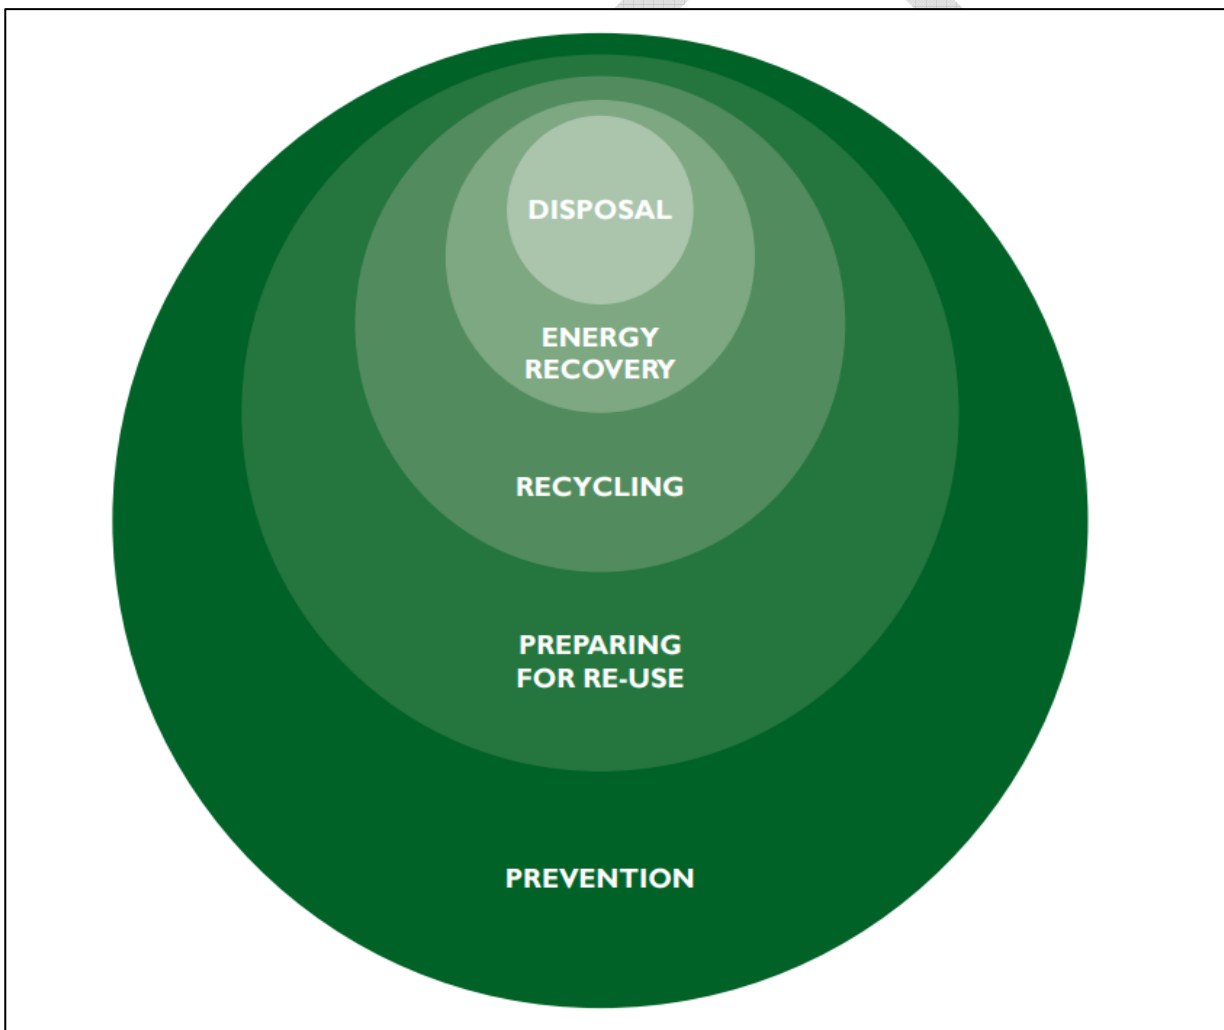 DISPOSAL
ENERGY
RECOVERY
RECYCLING
PREPARING
FOR RE-USE
PREVENTION